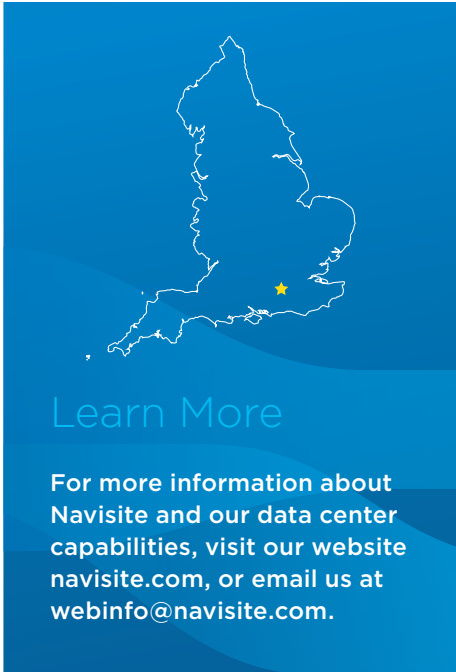 Learn More
For more information about
Navisite and our data center
capabilities, visit our website
navisite.com, or email us at
webinfo@navisite.com.